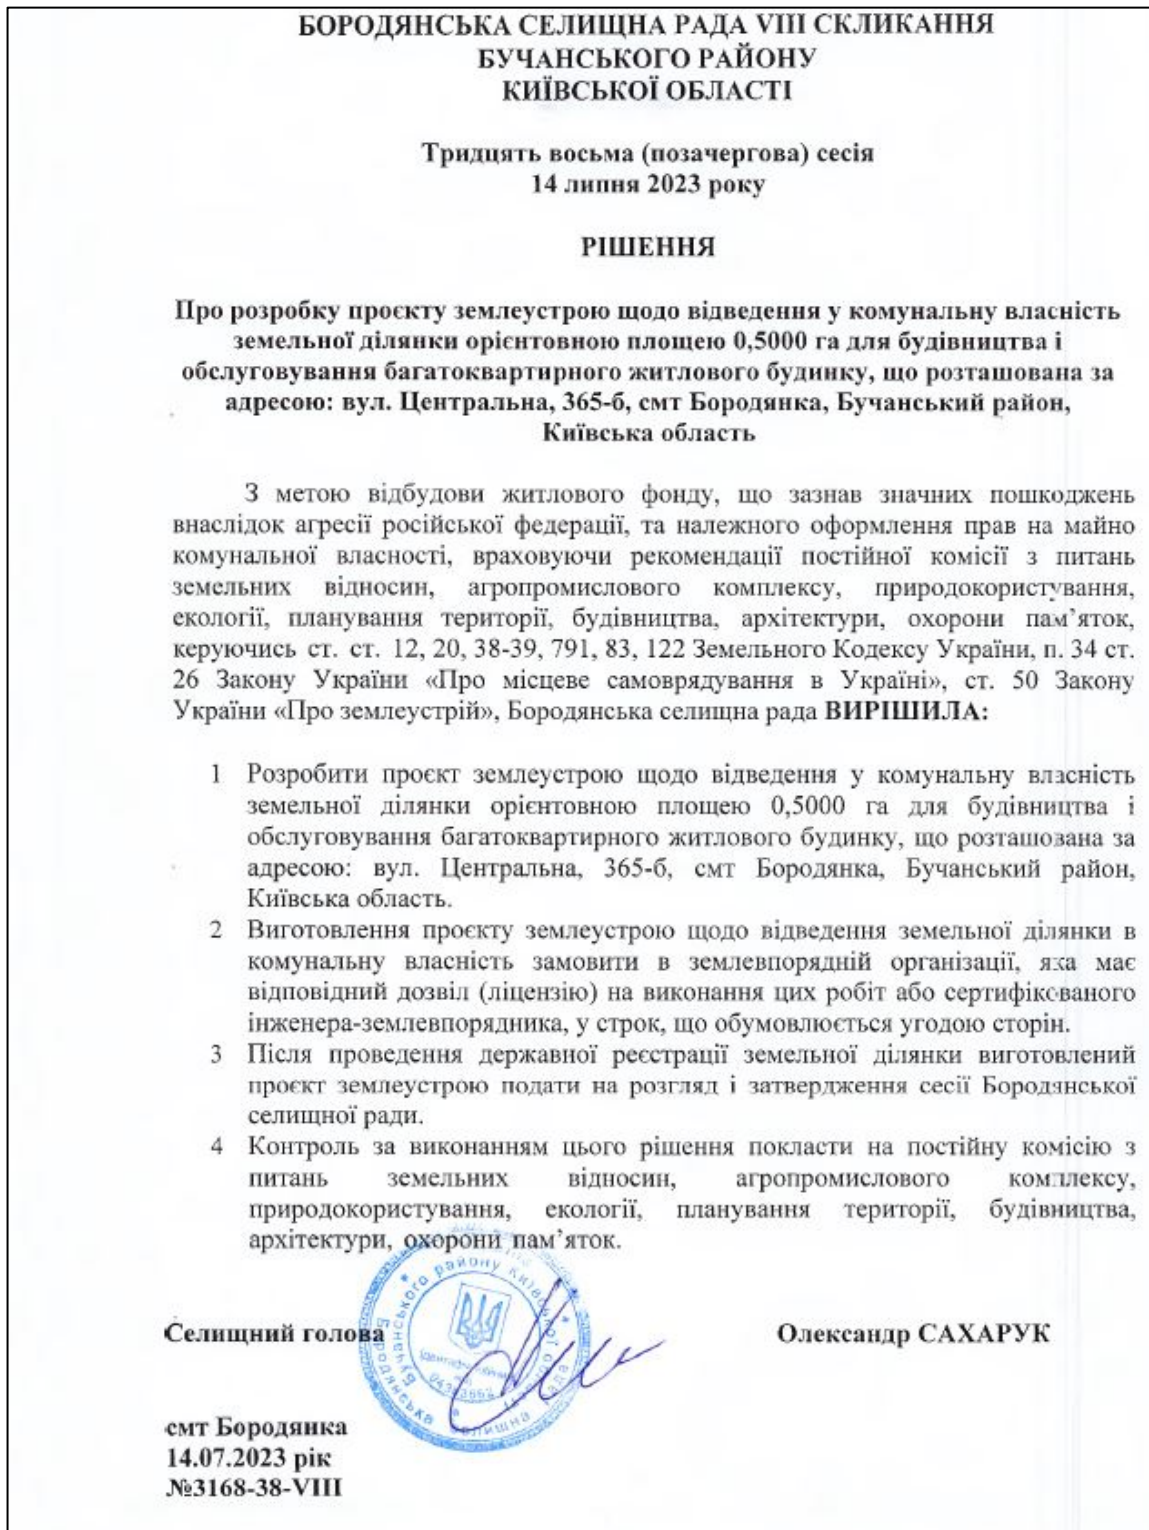 БОРОДЯНСЬКА СЕЛИЩНА РАДА VIII СКЛИКАННЯ
БУЧАНСЬКОГО РАЙОНУ
КИЇВСЬКОЇ ОБЛАСТІ
Тридцять восьма (позачергова) сесія
14 липня 2023 року
РІШЕННЯ
Про розробку проєкту землеустрою щодо відведення у комунальну власність
земельної ділянки орієнтовною площею 0,5000 га для будівництва і
обслуговування багатоквартирного житлового будинку, що розташована за
адресою: вул. Центральна, 365-б, смт Бородянка, Бучанський район,
Київська область
З метою відбудови житлового фонду, що зазнав значних пошкоджень
внаслідок агресії російської федерації, та належного оформлення прав на майно
комунальної власності, враховуючи рекомендації постійної комісії з питань
земельних відносин, агропромислового комплексу, природокористування,
екології, планування території, будівництва, архітектури, охорони пам’яток,
керуючись ст. ст. 12, 20, 38-39, 791, 83, 122 Земельного Кодексу України, п. 34 ст.
26 Закону України «Про місцеве самоврядування в Україні», ст. 50 Закону
України «Про землеустрій», Бородянська селищна рада ВИРІШИЛА:
1 Розробити проєкт землеустрою щодо відведення у комунальну власність
земельної ділянки орієнтовною площею 0,5000 га для будівництва і
обслуговування багатоквартирного житлового будинку, що розташована за
адресою: вул. Центральна, 365-б, смт Бородянка, Бучанський район,
Київська область.
2 Виготовлення проєкту землеустрою щодо відведення земельної ділянки в
комунальну власність замовити в землевпорядній організації, яка має
відповідний дозвіл (ліцензію) на виконання цих робіт або сертифікованого
інженера-землевпорядника, у строк, що обумовлюється угодою сторін.
3 Після проведення державної реєстрації земельної ділянки виготовлений
проєкт землеустрою подати на розгляд і затвердження сесії Бородянської
селищної ради.
4 Контроль за виконанням цього рішення покласти на постійну комісію з
питань земельних відносин, агропромислового комплексу,
природокористування, екології, планування території, будівництва,
архітектури, охорони пам’яток.
Бородянська селищна рада
Бучанського району Київської області
Селищний голова Олександр САХАРУК
смт Бородянка
14.07.2023 рік
№3168-38-VIII